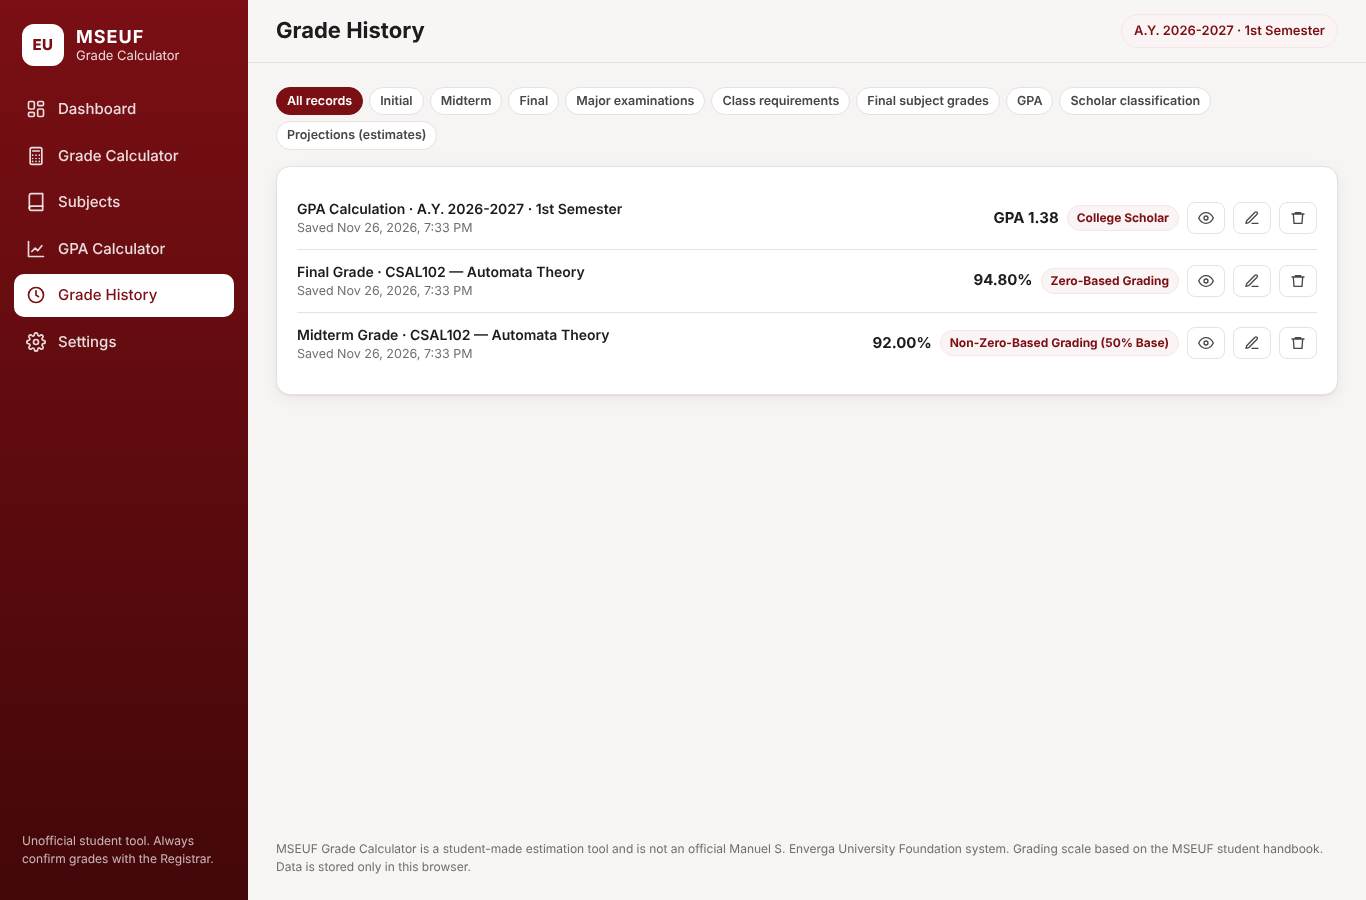 EU
MSEUF
Grade Calculator
Dashboard
Grade Calculator
Subjects
GPA Calculator
Grade History
Settings
Unofficial student tool. Always
confirm grades with the Registrar.
Grade History
A.Y. 2026-2027 · 1st Semester
All records
Initial
Midterm
Final
Major examinations
Class requirements
Final subject grades
GPA
Scholar classification
Projections (estimates)
GPA Calculation · A.Y. 2026-2027 · 1st Semester
Saved Nov 26, 2026, 7:33 PM
GPA 1.38
College Scholar
Final Grade · CSAL102 — Automata Theory
Saved Nov 26, 2026, 7:33 PM
94.80%
Zero-Based Grading
Midterm Grade · CSAL102 — Automata Theory
Saved Nov 26, 2026, 7:33 PM
92.00%
Non-Zero-Based Grading (50% Base)
MSEUF Grade Calculator is a student-made estimation tool and is not an official Manuel S. Enverga University Foundation system. Grading scale based on the MSEUF student handbook.
Data is stored only in this browser.